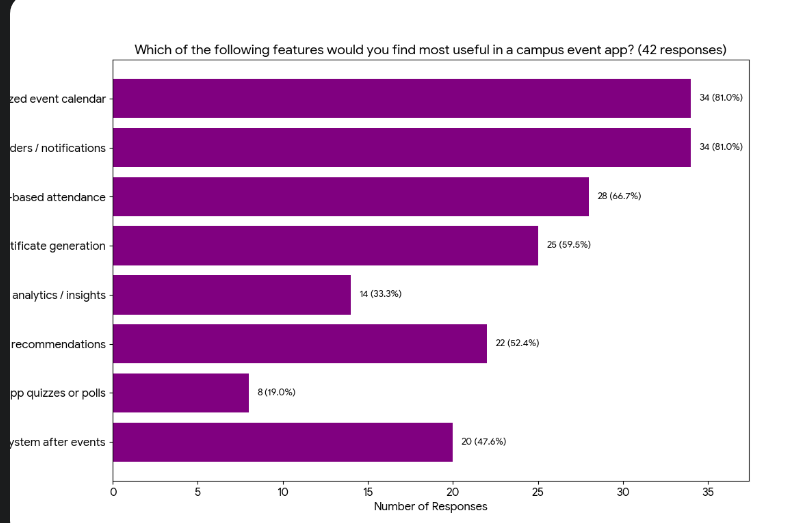 Which of the following features would you find most useful in a campus event app? (42 responses)
zed event calendar
34 (81.0%)
ders / notifications
34 (81.0%)
-based attendance
28 (66.7%)
tificate generation
25 (59.5%)
analytics / insights
14 (33.3%)
recommendations
22 (52.4%)
pp quizzes or polls
8 (19.0%)
ystem after events
20 (47.6%)
0 5 10 15 20 25 30 35
Number of Responses